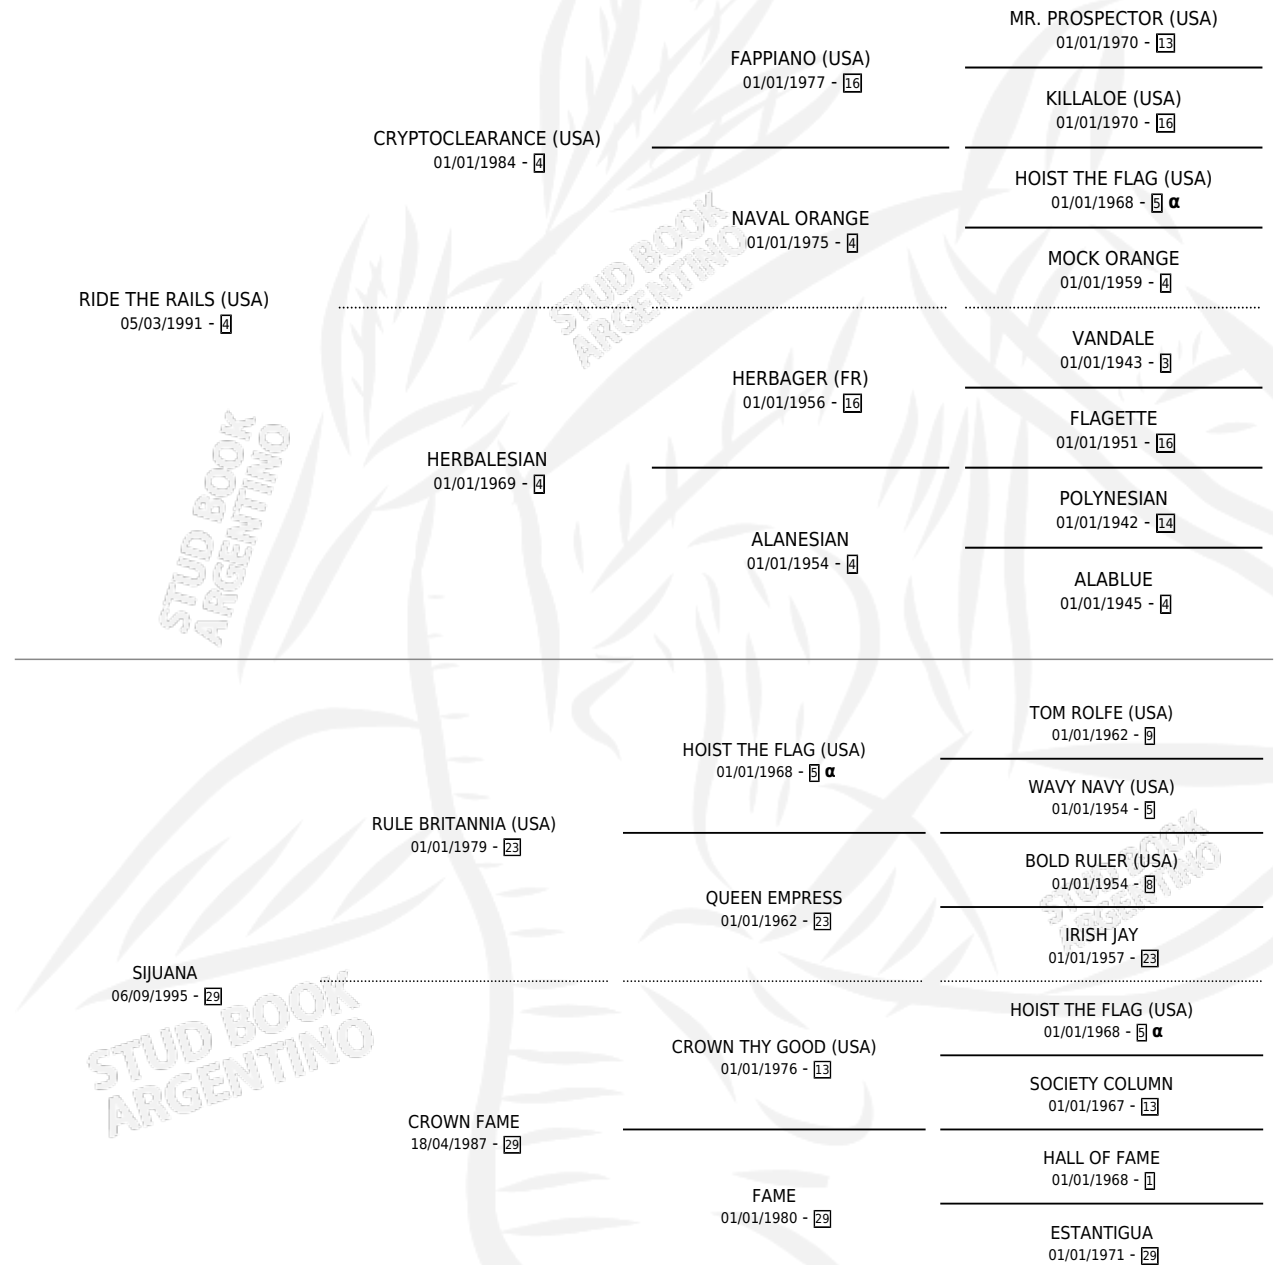 MR. PROSPECTOR (USA)
01/01/1970 - 13
FAPPIANO (USA)
01/01/1977 - 16
KILLALOE (USA)
01/01/1970 - 16
CRYPTOCLEARANCE (USA)
01/01/1984 - 4
HOIST THE FLAG (USA)
01/01/1968 - 5 α
NAVAL ORANGE
01/01/1975 - 4
MOCK ORANGE
01/01/1959 - 4
RIDE THE RAILS (USA)
05/03/1991 - 4
VANDALE
01/01/1943 - 3
HERBAGER (FR)
01/01/1956 - 16
FLAGETTE
01/01/1951 - 16
HERBALESIAN
01/01/1969 - 4
POLYNESIAN
01/01/1942 - 14
ALANESIAN
01/01/1954 - 4
ALABLUE
01/01/1945 - 4
TOM ROLFE (USA)
01/01/1962 - 9
HOIST THE FLAG (USA)
01/01/1968 - 5 α
WAVY NAVY (USA)
01/01/1954 - 5
RULE BRITANNIA (USA)
01/01/1979 - 23
BOLD RULER (USA)
01/01/1954 - 8
QUEEN EMPRESS
01/01/1962 - 23
IRISH JAY
01/01/1957 - 23
SIJUANA
06/09/1995 - 29
HOIST THE FLAG (USA)
01/01/1968 - 5 α
CROWN THY GOOD (USA)
01/01/1976 - 13
SOCIETY COLUMN
01/01/1967 - 13
CROWN FAME
18/04/1987 - 29
HALL OF FAME
01/01/1968 - 1
FAME
01/01/1980 - 29
ESTANTIGUA
01/01/1971 - 29
STUD BOOK
ARGENTINO
STUD BOOK
ARGENTINO
STUD BOOK
ARGENTINO
STUD BOOK
ARGENTINO